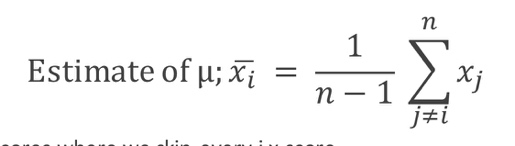 Estimate of μ; x̄ᵢ = 1/(n − 1) ∑_{j≠i}^{n} xⱼ